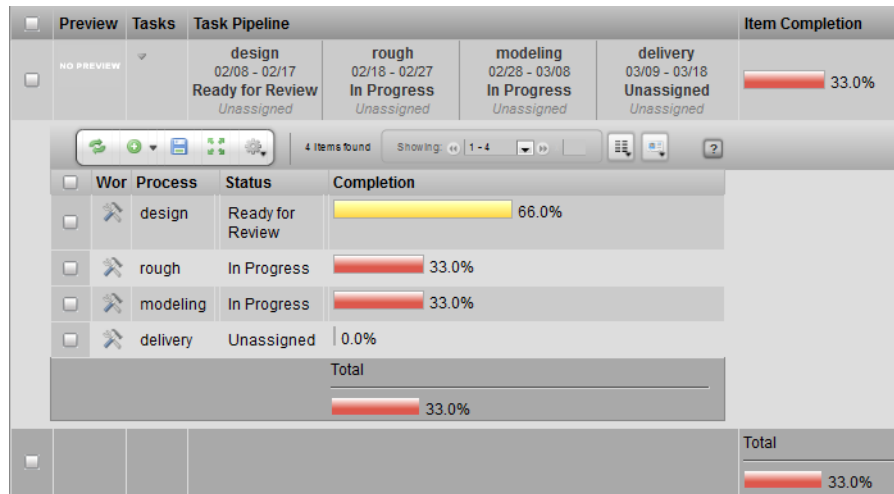 Preview Tasks Task Pipeline Item Completion
NO PREVIEW
design rough modeling delivery
02/08 - 02/17 02/18 - 02/27 02/28 - 03/08 03/09 - 03/18
Ready for Review In Progress In Progress Unassigned
Unassigned Unassigned Unassigned Unassigned
33.0%
4 items found Showing: 1 - 4 ?
Wor Process Status Completion
design Ready for Review 66.0%
rough In Progress 33.0%
modeling In Progress 33.0%
delivery Unassigned 0.0%
Total
33.0%
Total
33.0%